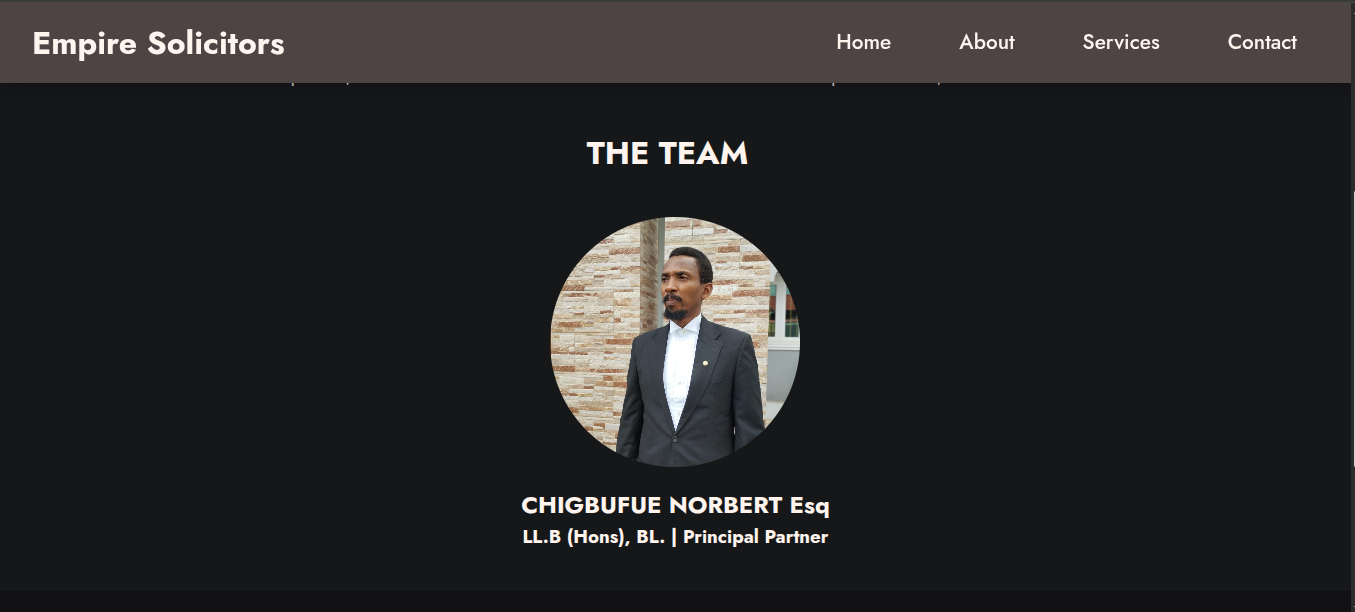 Empire Solicitors
Home About Services Contact
THE TEAM
CHIGBUFUE NORBERT Esq
LL.B (Hons), BL. | Principal Partner